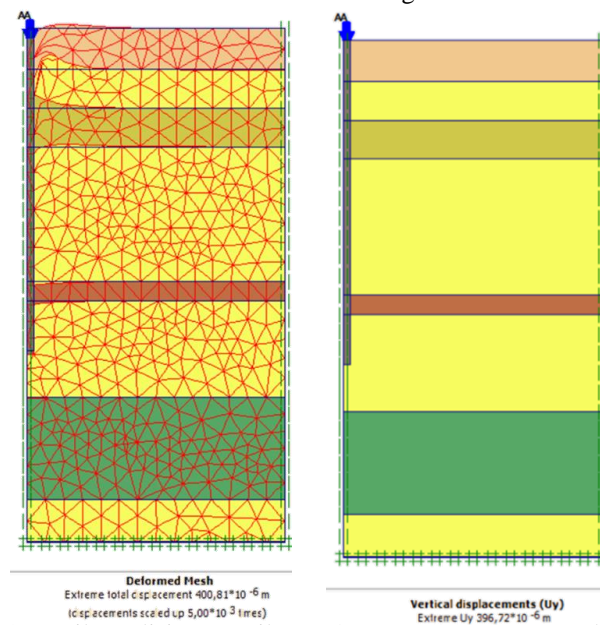 AA
AA
Deformed Mesh
Extreme total displacement 400,81*10 -6 m
(displacements scaled up 5,00*10 3 times)
Vertical displacements (Uy)
Extreme Uy 396,72*10 -6 m